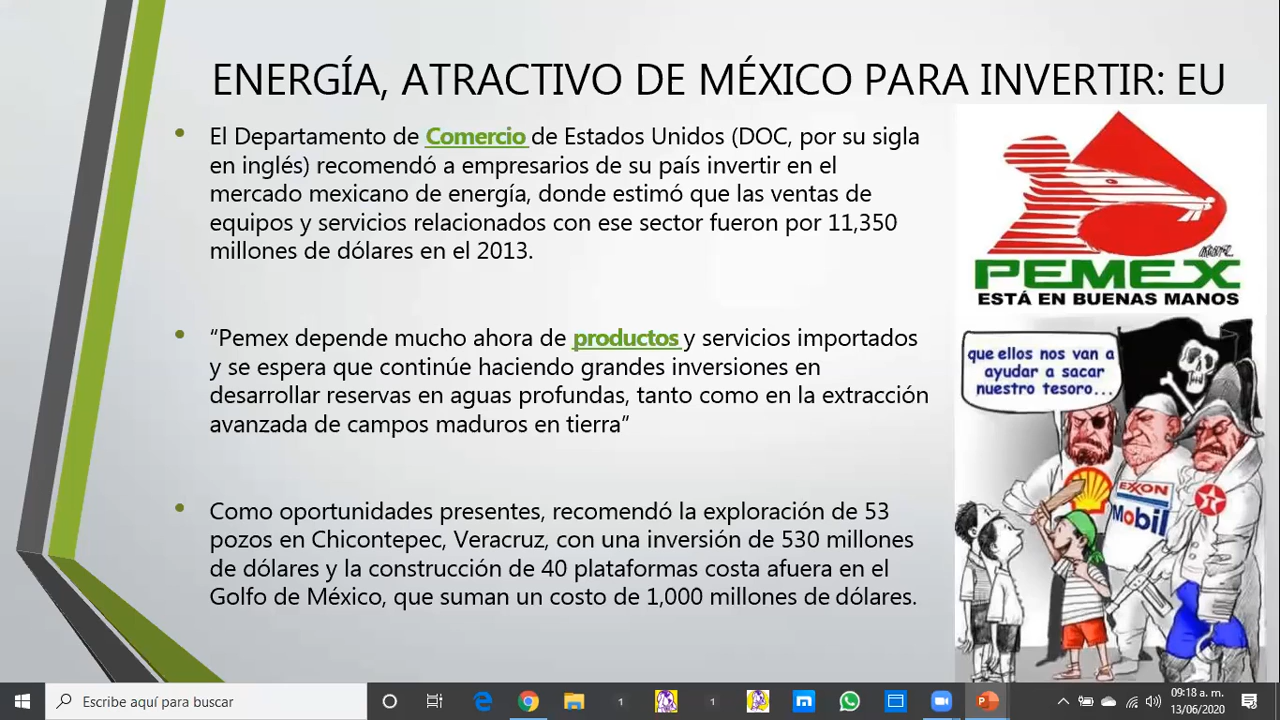 ENERGÍA, ATRACTIVO DE MÉXICO PARA INVERTIR: EU
El Departamento de Comercio de Estados Unidos (DOC, por su sigla
en inglés) recomendó a empresarios de su país invertir en el
mercado mexicano de energía, donde estimó que las ventas de
equipos y servicios relacionados con ese sector fueron por 11,350
millones de dólares en el 2013.
“Pemex depende mucho ahora de productos y servicios importados
y se espera que continúe haciendo grandes inversiones en
desarrollar reservas en aguas profundas, tanto como en la extracción
avanzada de campos maduros en tierra”
Como oportunidades presentes, recomendó la exploración de 53
pozos en Chicontepec, Veracruz, con una inversión de 530 millones
de dólares y la construcción de 40 plataformas costa afuera en el
Golfo de México, que suman un costo de 1,000 millones de dólares.
PEMEX
ESTÁ EN BUENAS MANOS
que ellos nos van a
ayudar a sacar
nuestro tesoro...
EXXON
Mobil
T
Escribe aquí para buscar
1
1
09:18 a. m.
13/06/2020